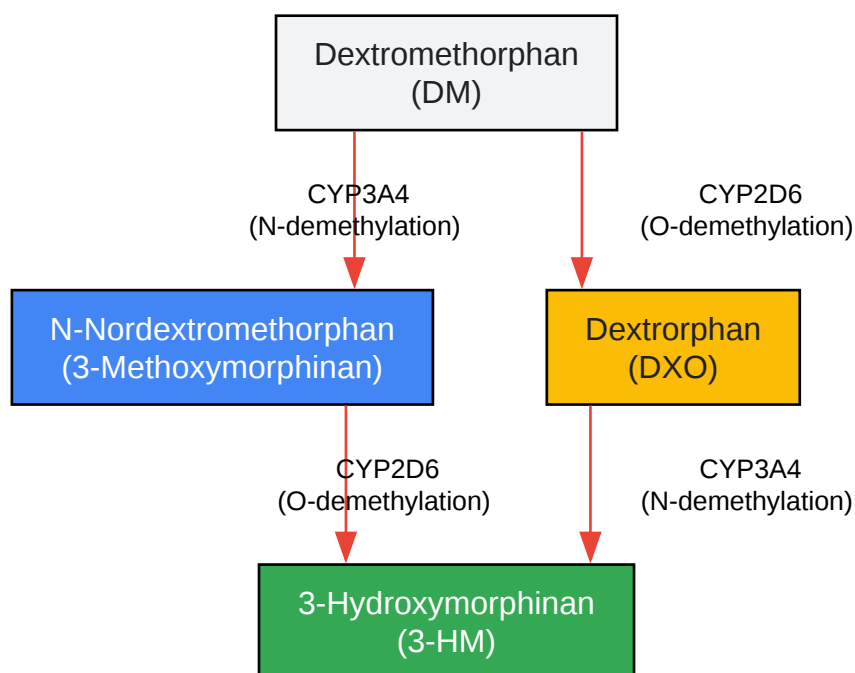 Dextromethorphan
(DM)
CYP3A4
(N-demethylation)
CYP2D6
(O-demethylation)
N-Nordextromethorphan
(3-Methoxymorphinan)
Dextrorphan
(DXO)
CYP2D6
(O-demethylation)
CYP3A4
(N-demethylation)
3-Hydroxymorphinan
(3-HM)